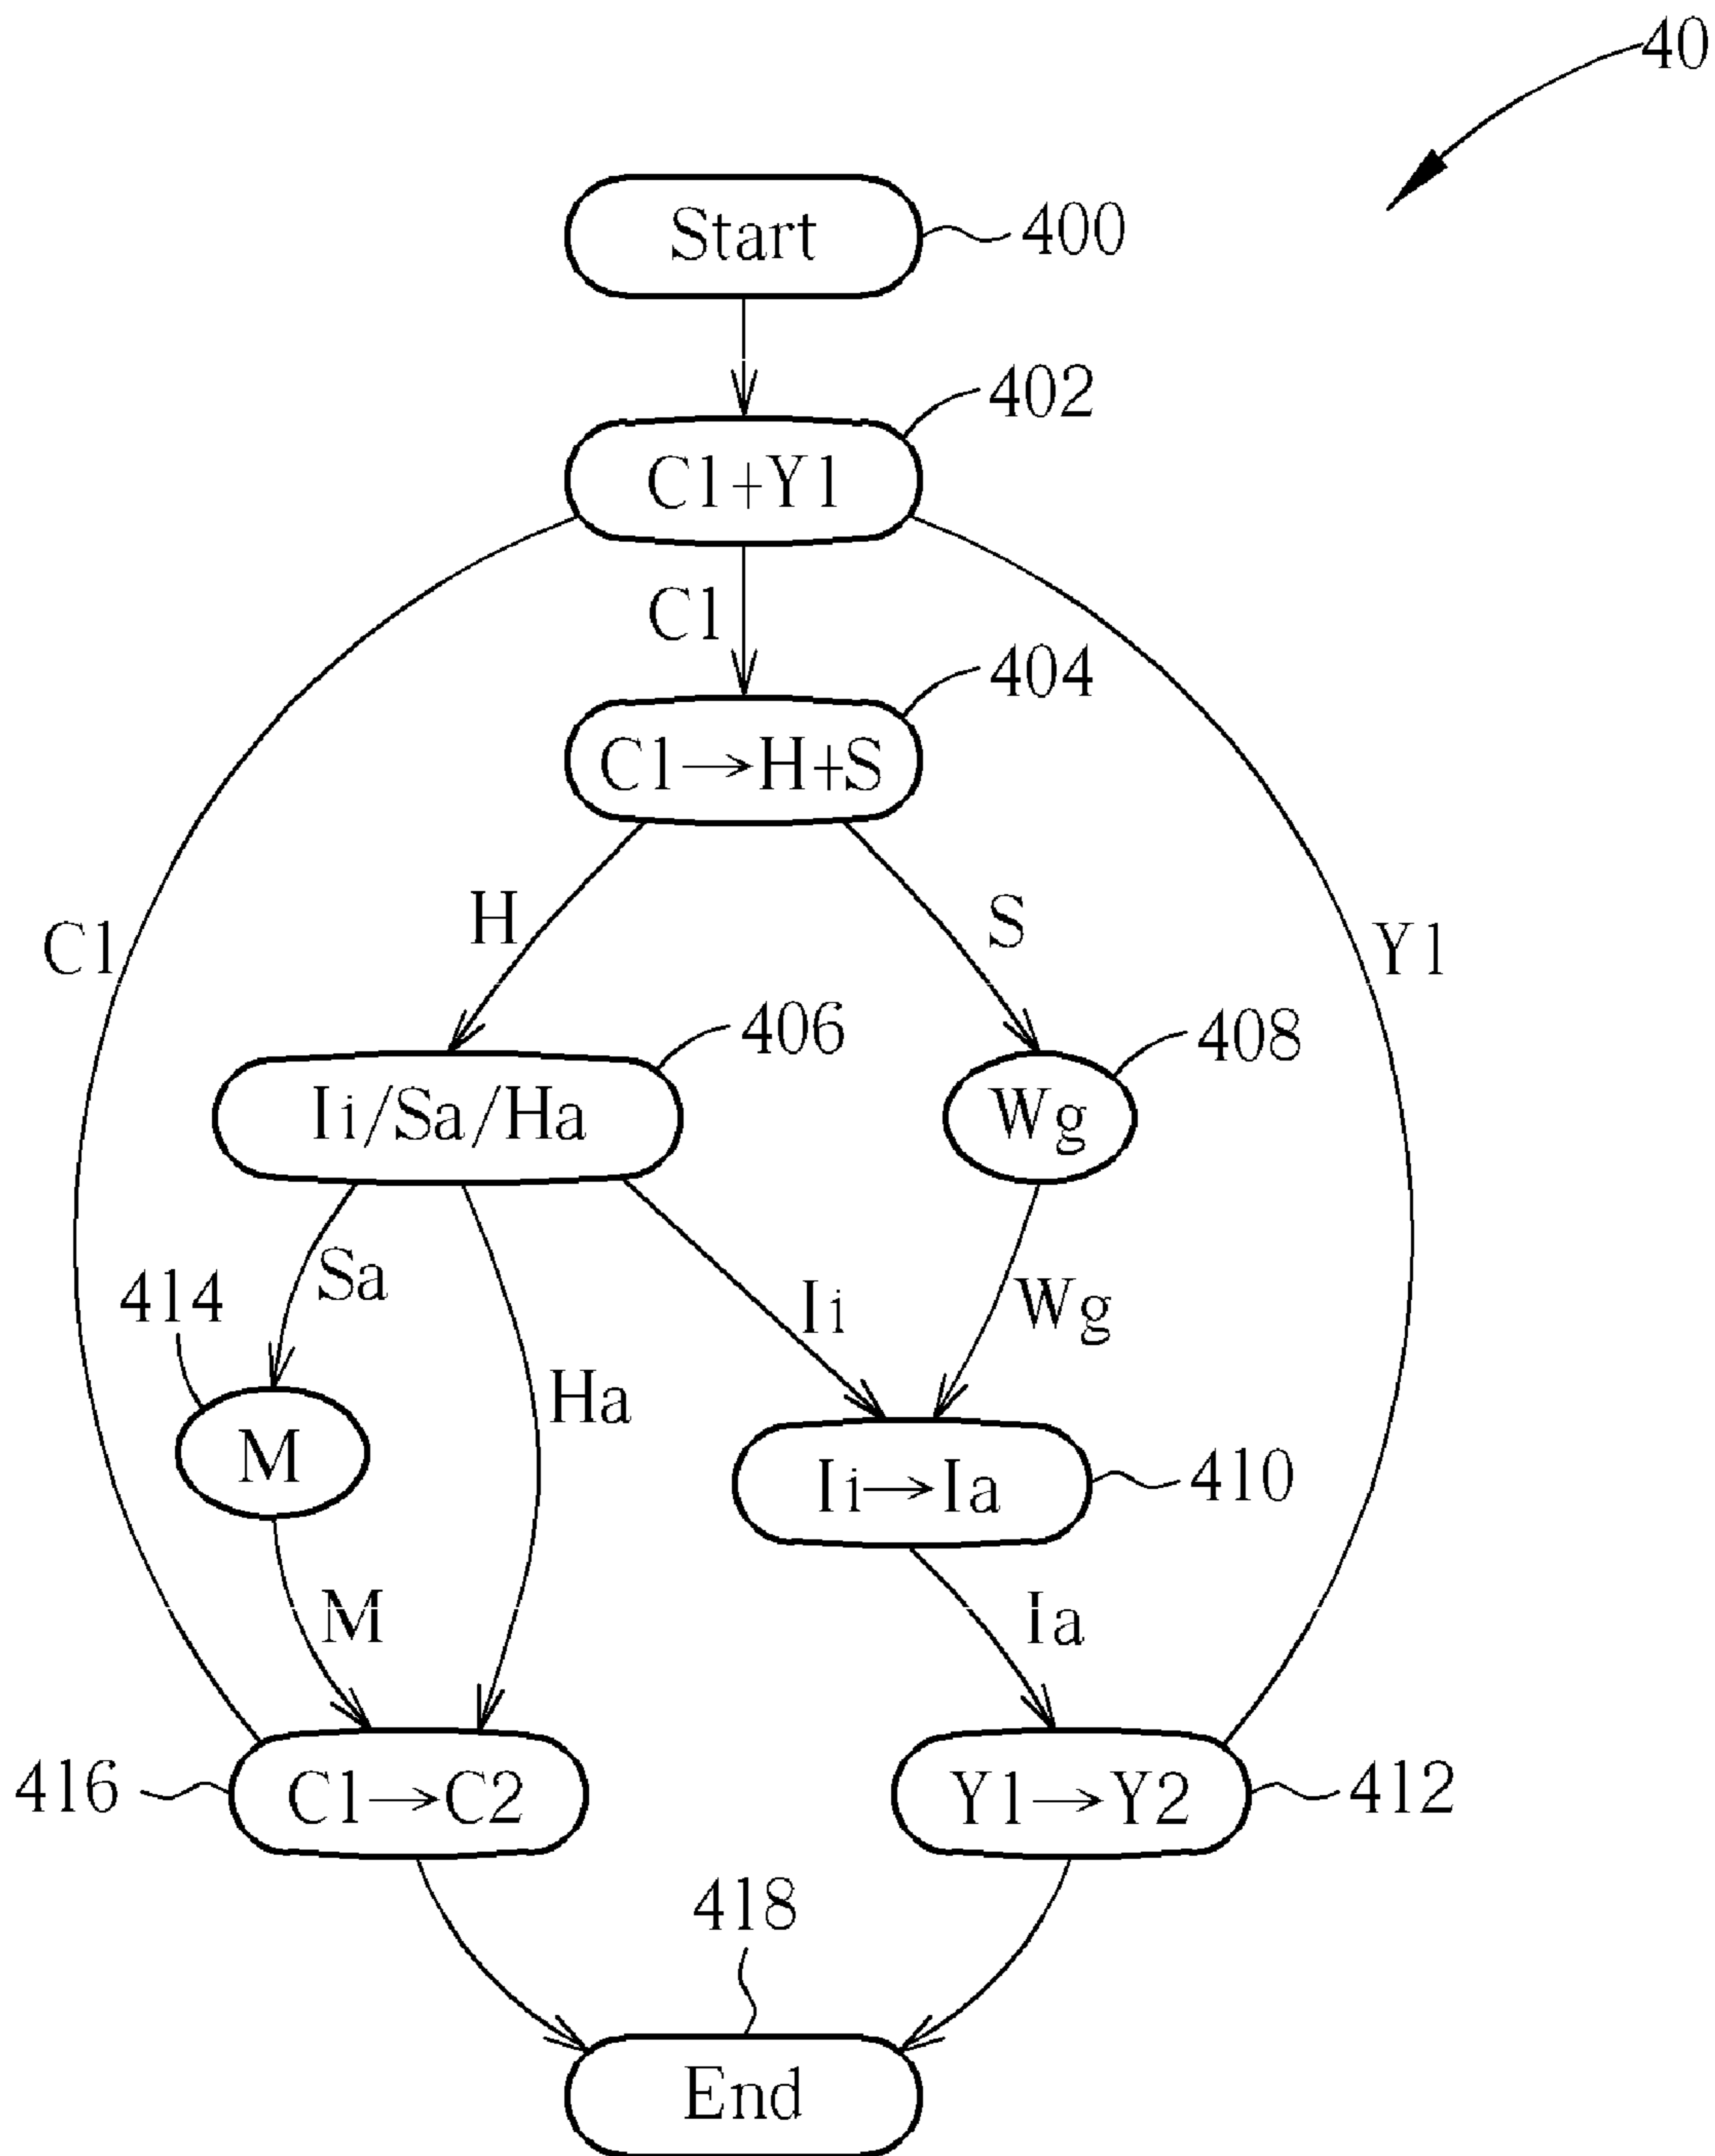 40
Start
400
402
C1+Y1
C1
404
C1→H+S
H
S
C1
Y1
406
408
Ii/Sa/Ha
Wg
Sa
414
Ii
Wg
Ha
M
Ii→Ia
410
M
Ia
416
C1→C2
Y1→Y2
412
418
End